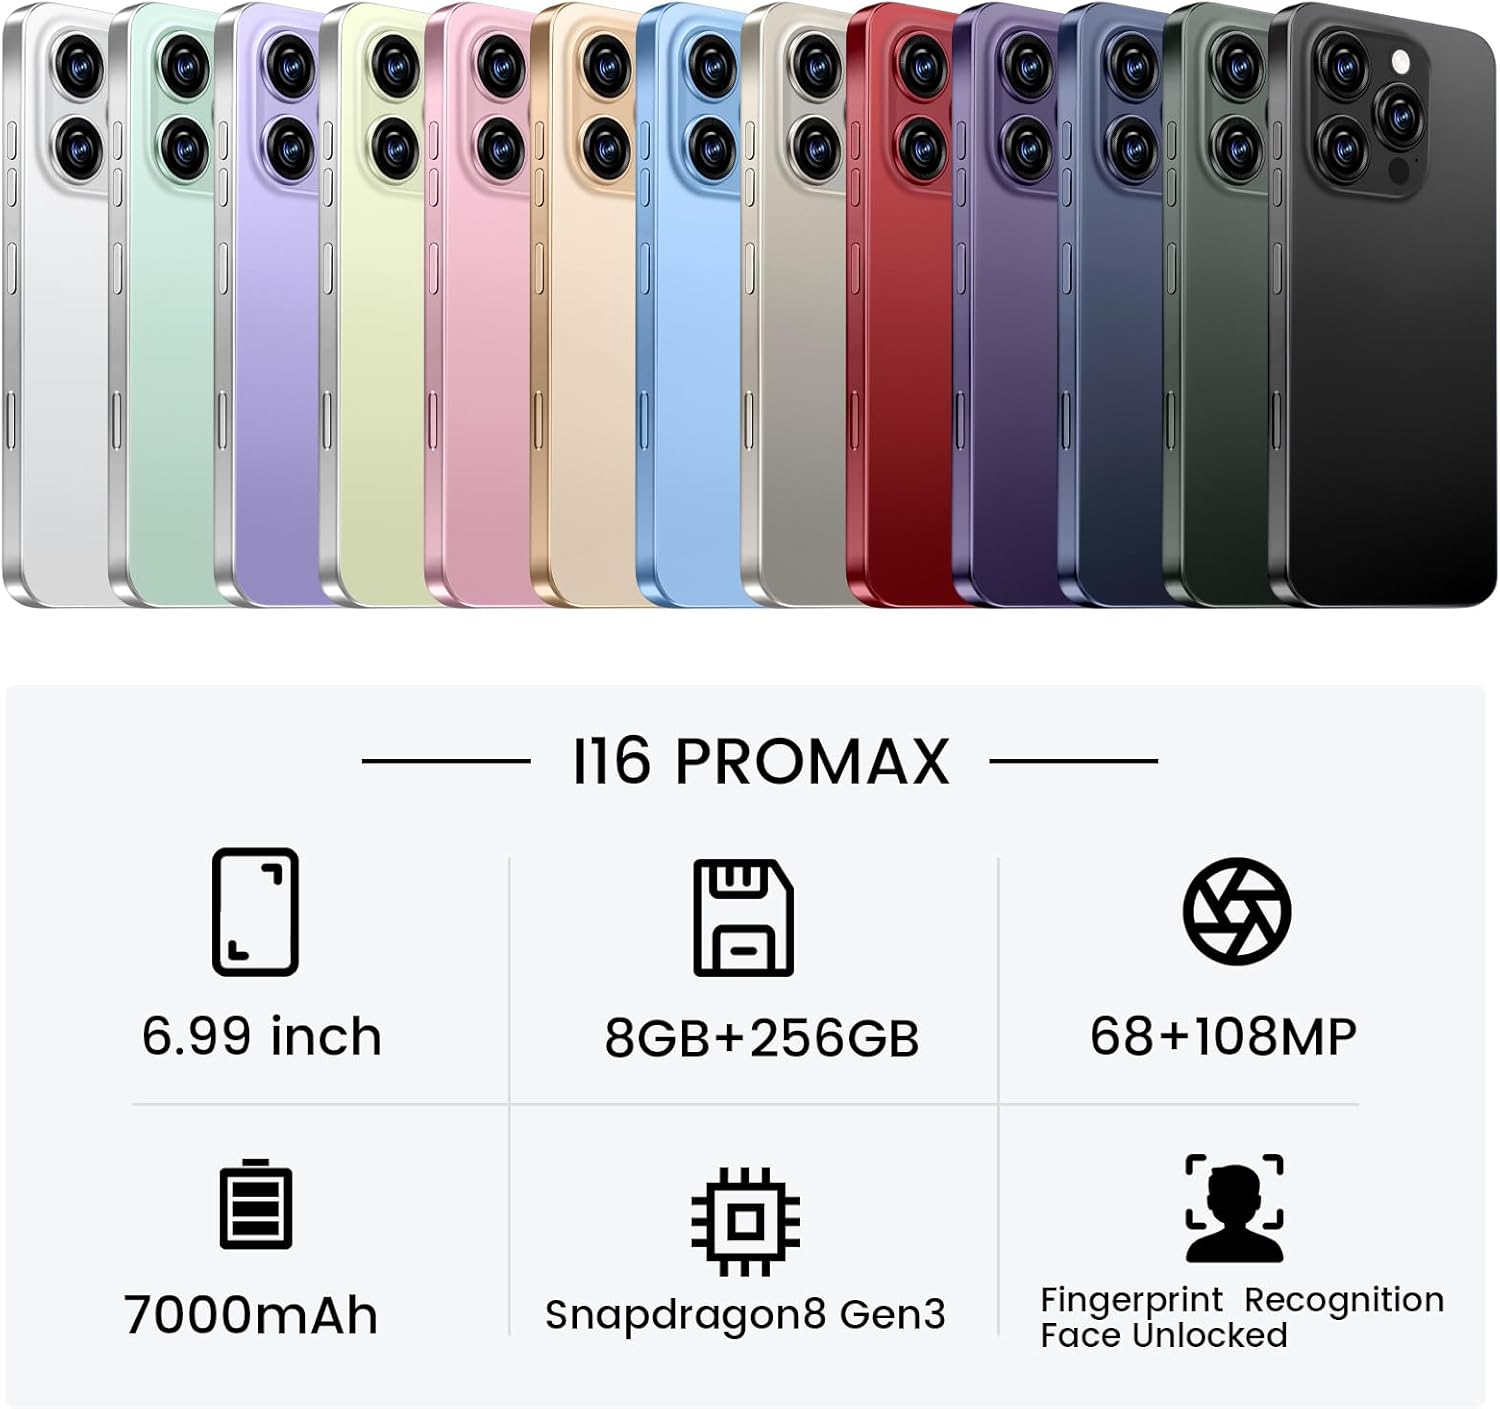 I16 PROMAX
6.99 inch
8GB+256GB
68+108MP
7000mAh
Snapdragon8 Gen3
Fingerprint Recognition
Face Unlocked